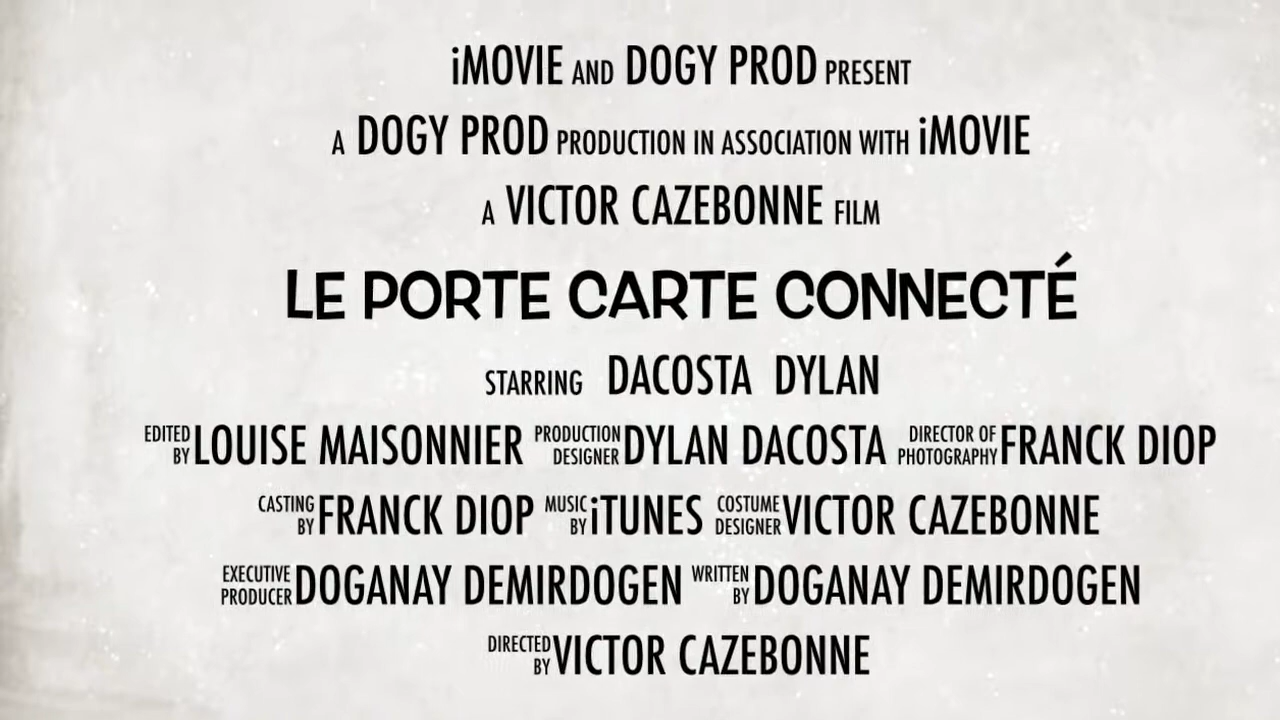 iMOVIE AND DOGY PROD PRESENT
A DOGY PROD PRODUCTION IN ASSOCIATION WITH iMOVIE
A VICTOR CAZEBONNE FILM
LE PORTE CARTE CONNECTÉ
STARRING DACOSTA DYLAN
EDITED BY LOUISE MAISONNIER PRODUCTION DESIGNER DYLAN DACOSTA DIRECTOR OF PHOTOGRAPHY FRANCK DIOP
CASTING BY FRANCK DIOP MUSIC BY iTUNES COSTUME DESIGNER VICTOR CAZEBONNE
EXECUTIVE PRODUCER DOGANAY DEMIRDOGEN WRITTEN BY DOGANAY DEMIRDOGEN
DIRECTED BY VICTOR CAZEBONNE